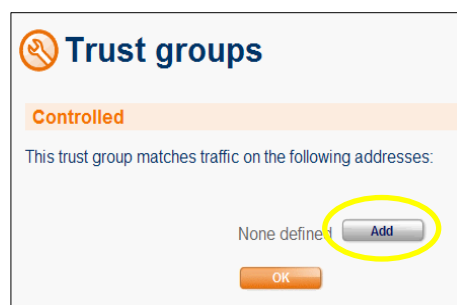 Trust groups
Controlled
This trust group matches traffic on the following addresses:
None defined Add
OK